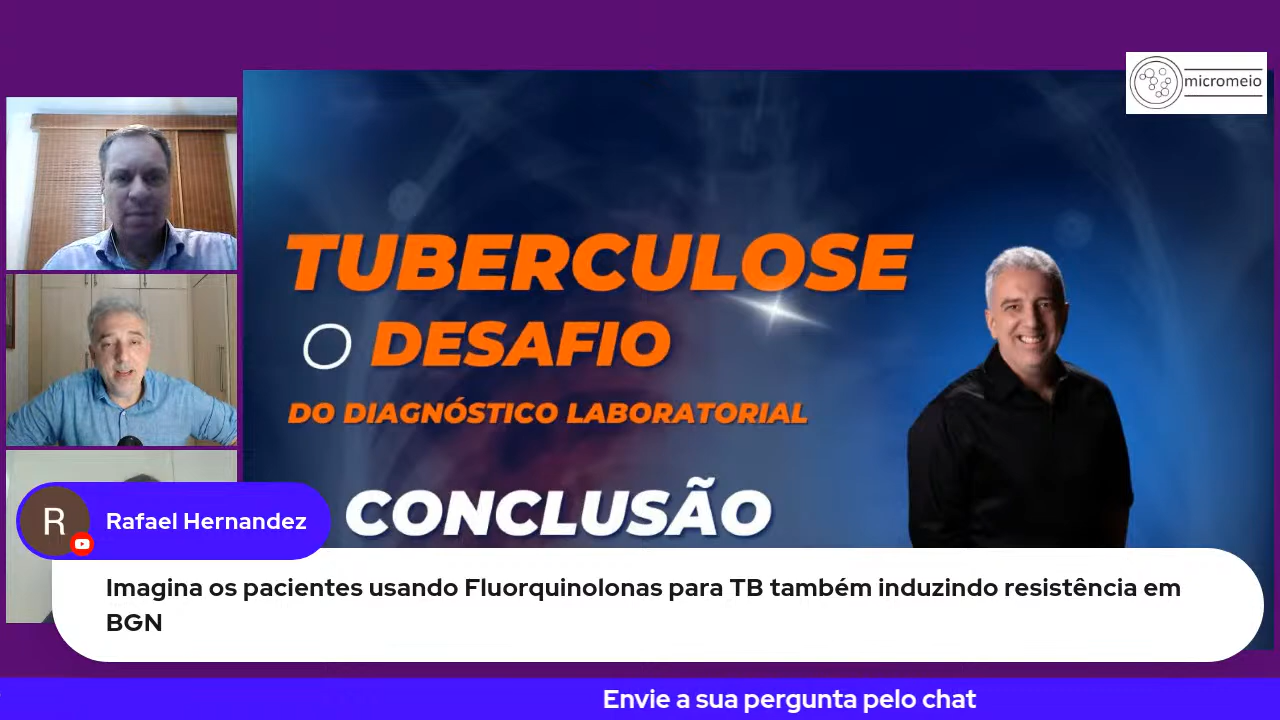 micromeio
TUBERCULOSE
O DESAFIO
DO DIAGNÓSTICO LABORATORIAL
CONCLUSÃO
R
Rafael Hernandez
Imagina os pacientes usando Fluorquinolonas para TB também induzindo resistência em
BGN
Envie a sua pergunta pelo chat